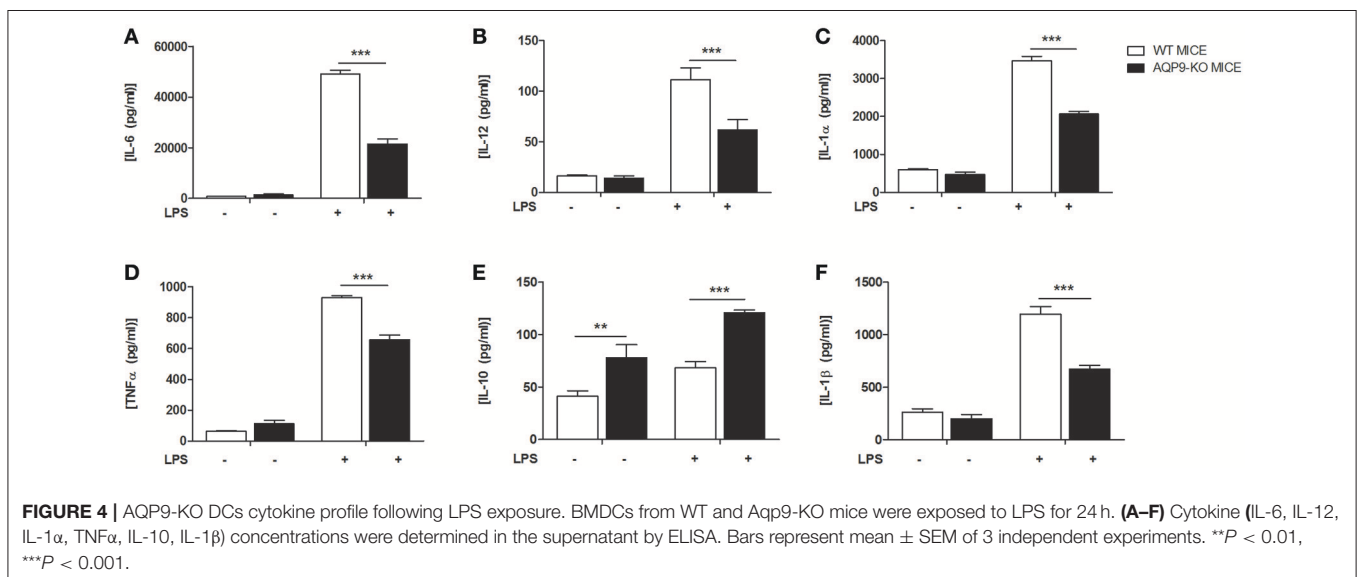 A
[IL-6 (pg/ml)]
60000
40000
20000
0
***
LPS - - + +
B
[IL-12 (pg/ml)]
150
100
50
0
***
LPS - - + +
C
[IL-1α (pg/ml)]
4000
3000
2000
1000
0
***
LPS - - + +
WT MICE
AQP9-KO MICE
D
[TNFα (pg/ml)]
1000
800
600
400
200
0
***
LPS - - + +
E
[IL-10 (pg/ml)]
150
100
50
0
**
***
LPS - - + +
F
[IL-1β (pg/ml)]
1500
1000
500
0
***
LPS - - + +
FIGURE 4 | AQP9-KO DCs cytokine profile following LPS exposure. BMDCs from WT and Aqp9-KO mice were exposed to LPS for 24 h. (A–F) Cytokine (IL-6, IL-12,
IL-1α, TNFα, IL-10, IL-1β) concentrations were determined in the supernatant by ELISA. Bars represent mean ± SEM of 3 independent experiments. **P < 0.01,
***P < 0.001.